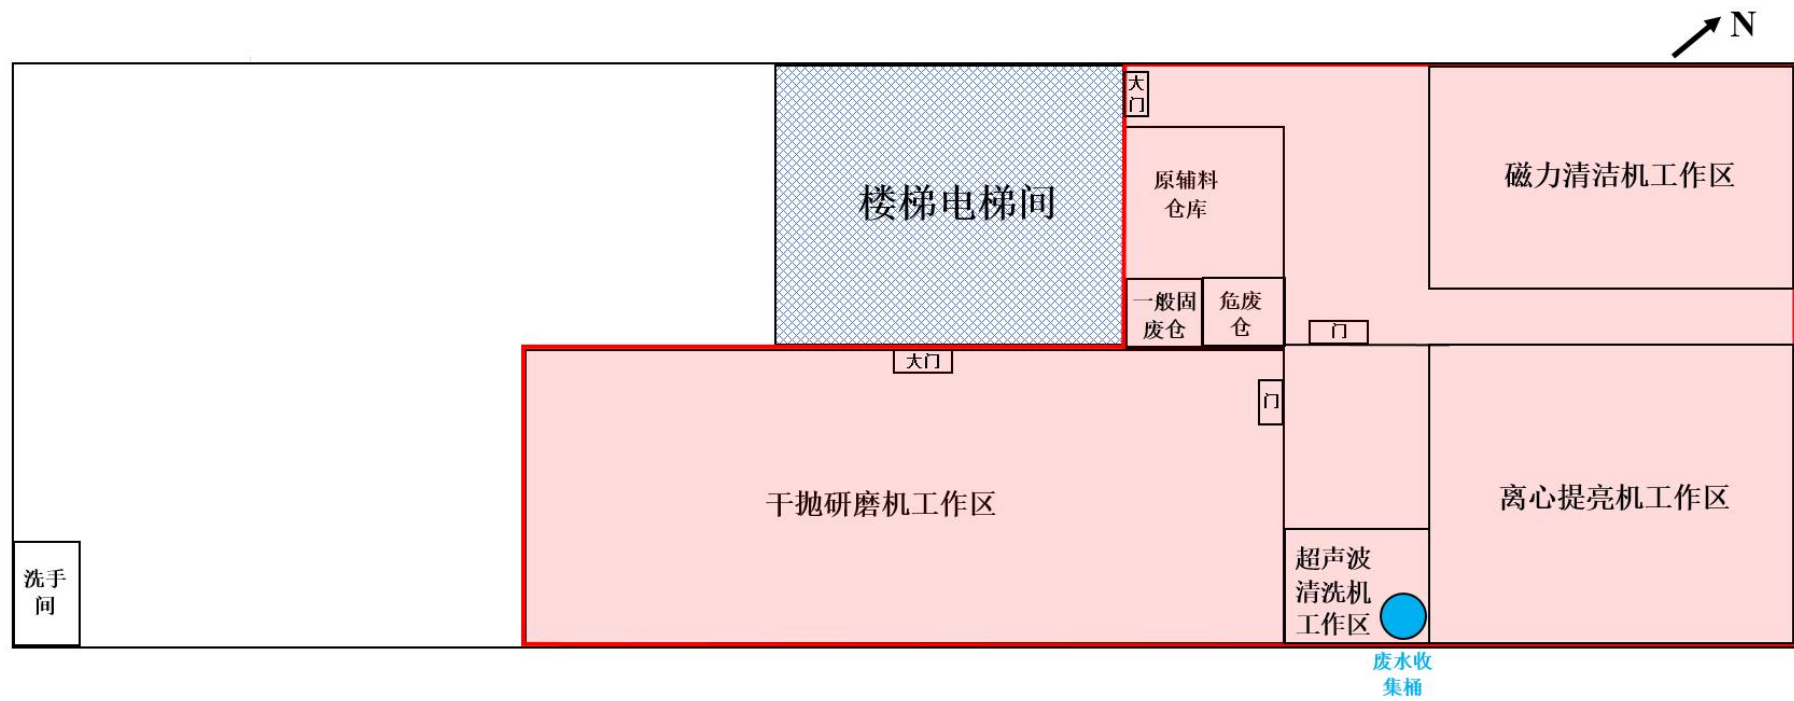 N
大
门
原辅料
仓库
磁力清洁机工作区
楼梯电梯间
一般固
废仓
危废
仓
门
大门
门
干抛研磨机工作区
离心提亮机工作区
超声波
清洗机
工作区
洗手
间
废水收
集桶